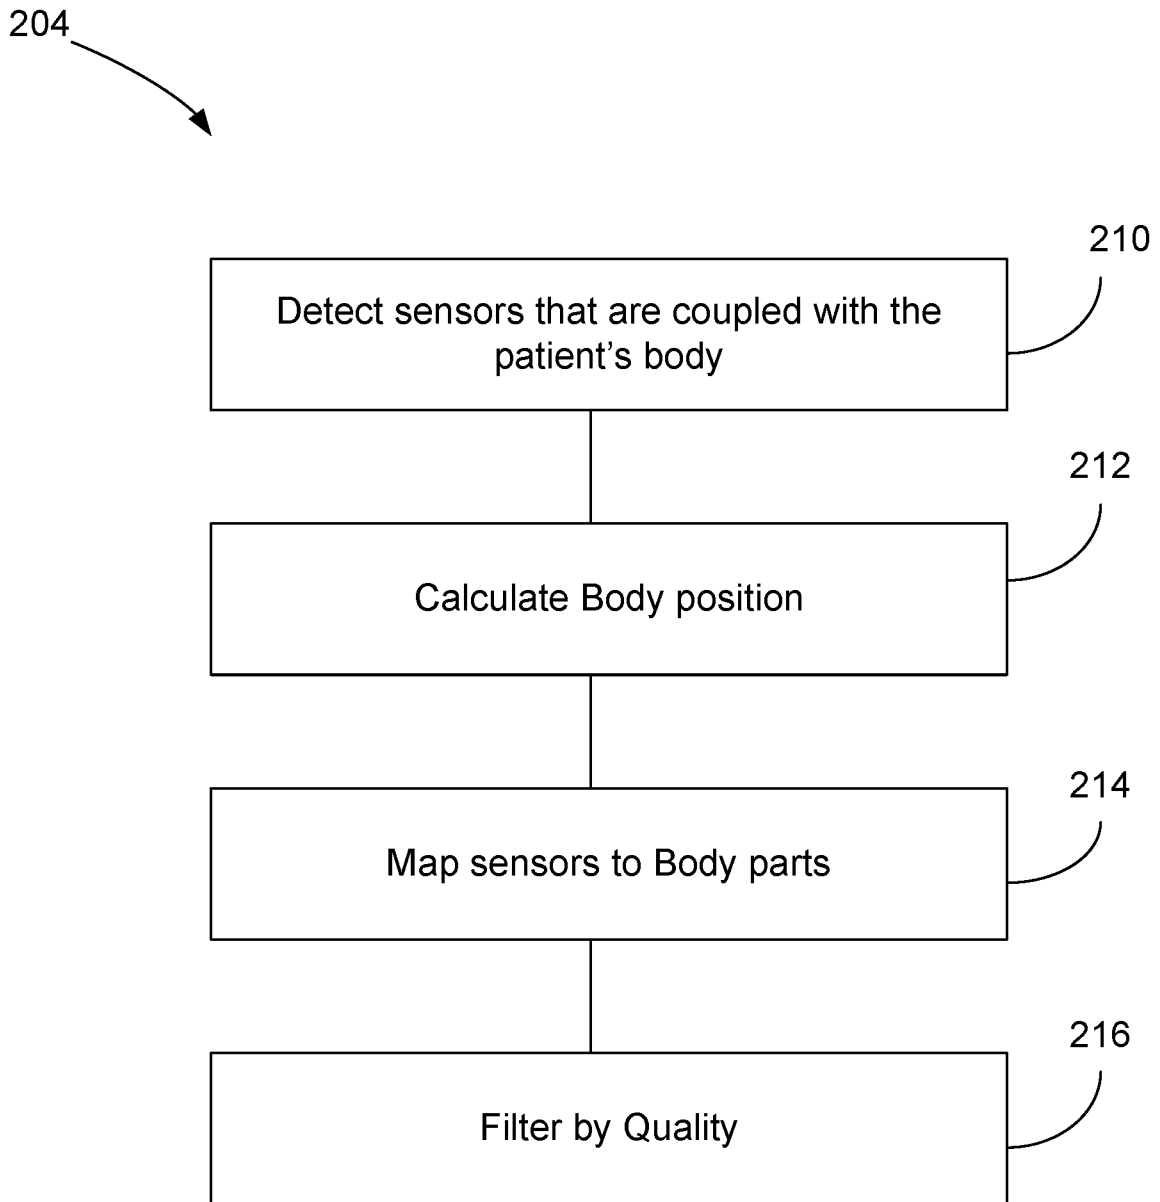 204
210
Detect sensors that are coupled with the
patient’s body
212
Calculate Body position
214
Map sensors to Body parts
216
Filter by Quality